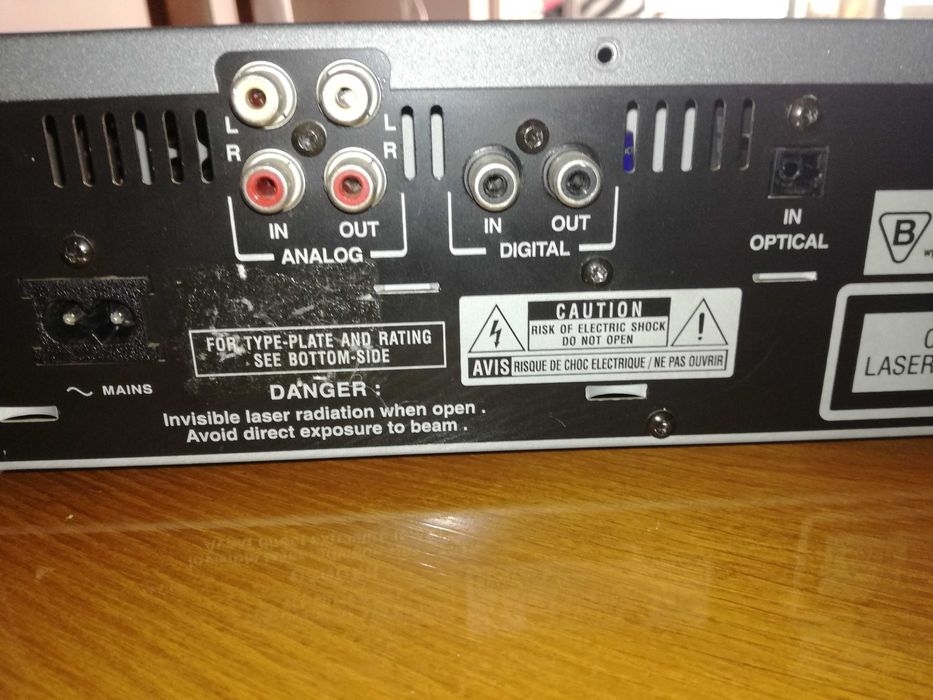 L
R
L
R
IN
OUT
ANALOG
IN
OUT
DIGITAL
IN
OPTICAL
B
MAINS
FOR TYPE-PLATE AND RATING
SEE BOTTOM-SIDE
DANGER :
Invisible laser radiation when open .
Avoid direct exposure to beam .
CAUTION
RISK OF ELECTRIC SHOCK
DO NOT OPEN
AVIS RISQUE DE CHOC ELECTRIQUE / NE PAS OUVRIR
LASER